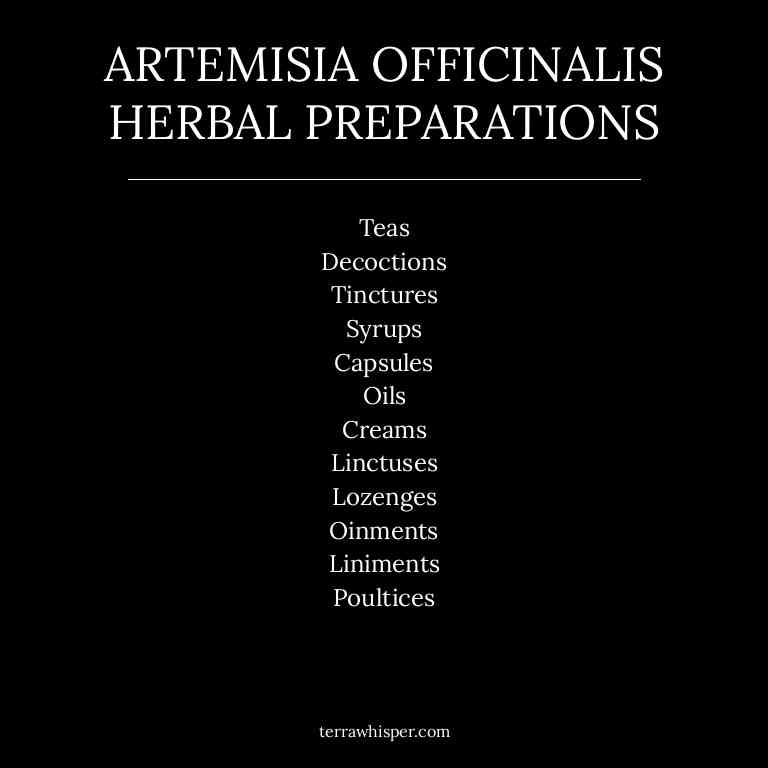 ARTEMISIA OFFICINALIS
HERBAL PREPARATIONS
Teas
Decoctions
Tinctures
Syrups
Capsules
Oils
Creams
Linctuses
Lozenges
Oinments
Liniments
Poultices
terrawhisper.com